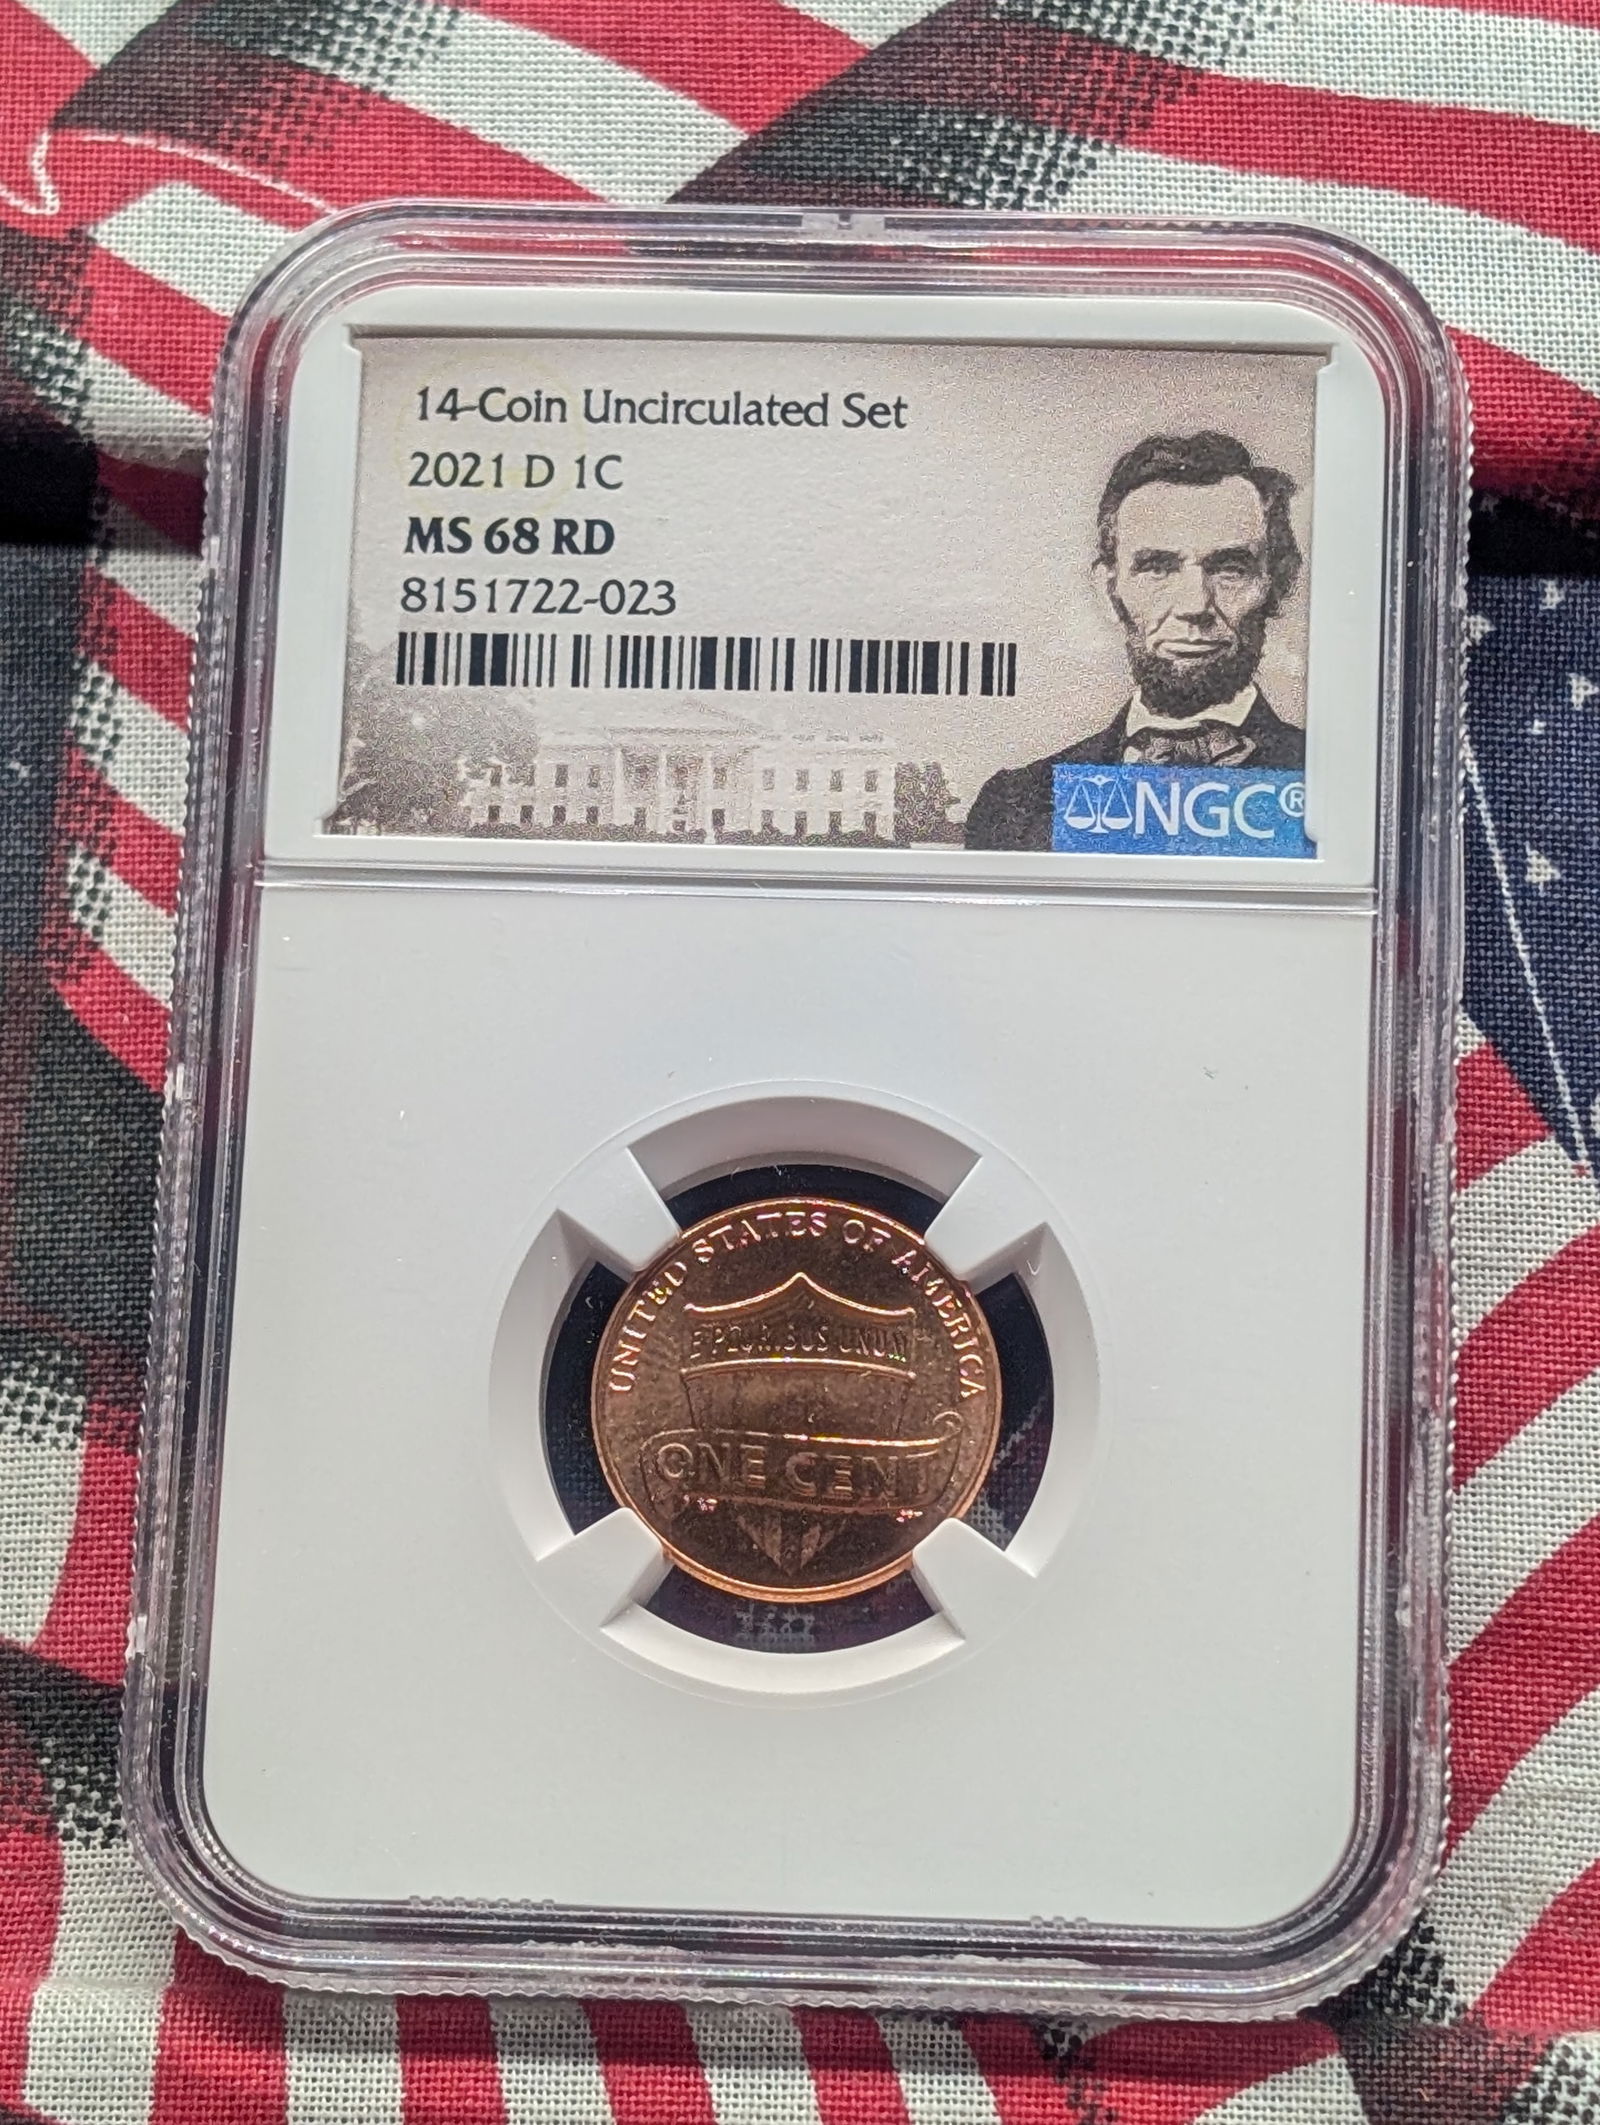 14-Coin Uncirculated Set
2021 D 1C
MS 68 RD
8151722-023
NGC®
UNITED STATES OF AMERICA
E PLURIBUS UNUM
ONE CENT